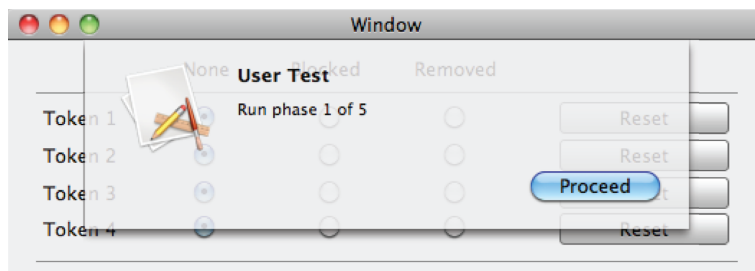 Window
None Blocked Removed
User Test
Run phase 1 of 5
Token 1 Reset
Token 2 Reset
Token 3 Reset
Proceed
Token 4 Reset